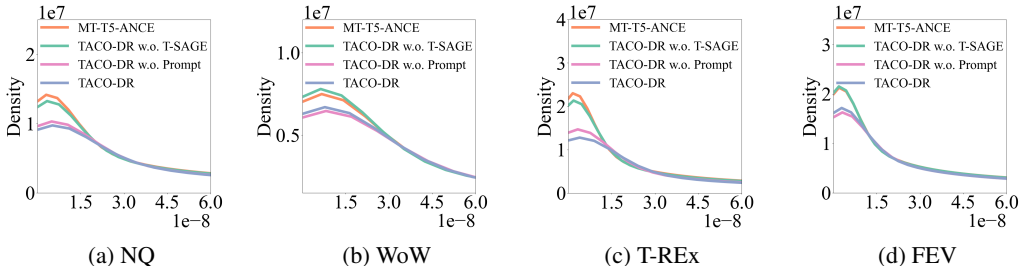 1e7
MT-T5-ANCE
TACO-DR w.o. T-SAGE
TACO-DR w.o. Prompt
TACO-DR
Density
2
1
0
1.5 3.0 4.5 6.0
1e−8
(a) NQ
1e7
MT-T5-ANCE
TACO-DR w.o. T-SAGE
TACO-DR w.o. Prompt
TACO-DR
Density
1.0
0.5
1.5 3.0 4.5 6.0
1e−8
(b) WoW
1e7
MT-T5-ANCE
TACO-DR w.o. T-SAGE
TACO-DR w.o. Prompt
TACO-DR
Density
4
3
2
1
0
1.5 3.0 4.5 6.0
1e−8
(c) T-REx
1e7
MT-T5-ANCE
TACO-DR w.o. T-SAGE
TACO-DR w.o. Prompt
TACO-DR
Density
3
2
1
0
1.5 3.0 4.5 6.0
1e−8
(d) FEV